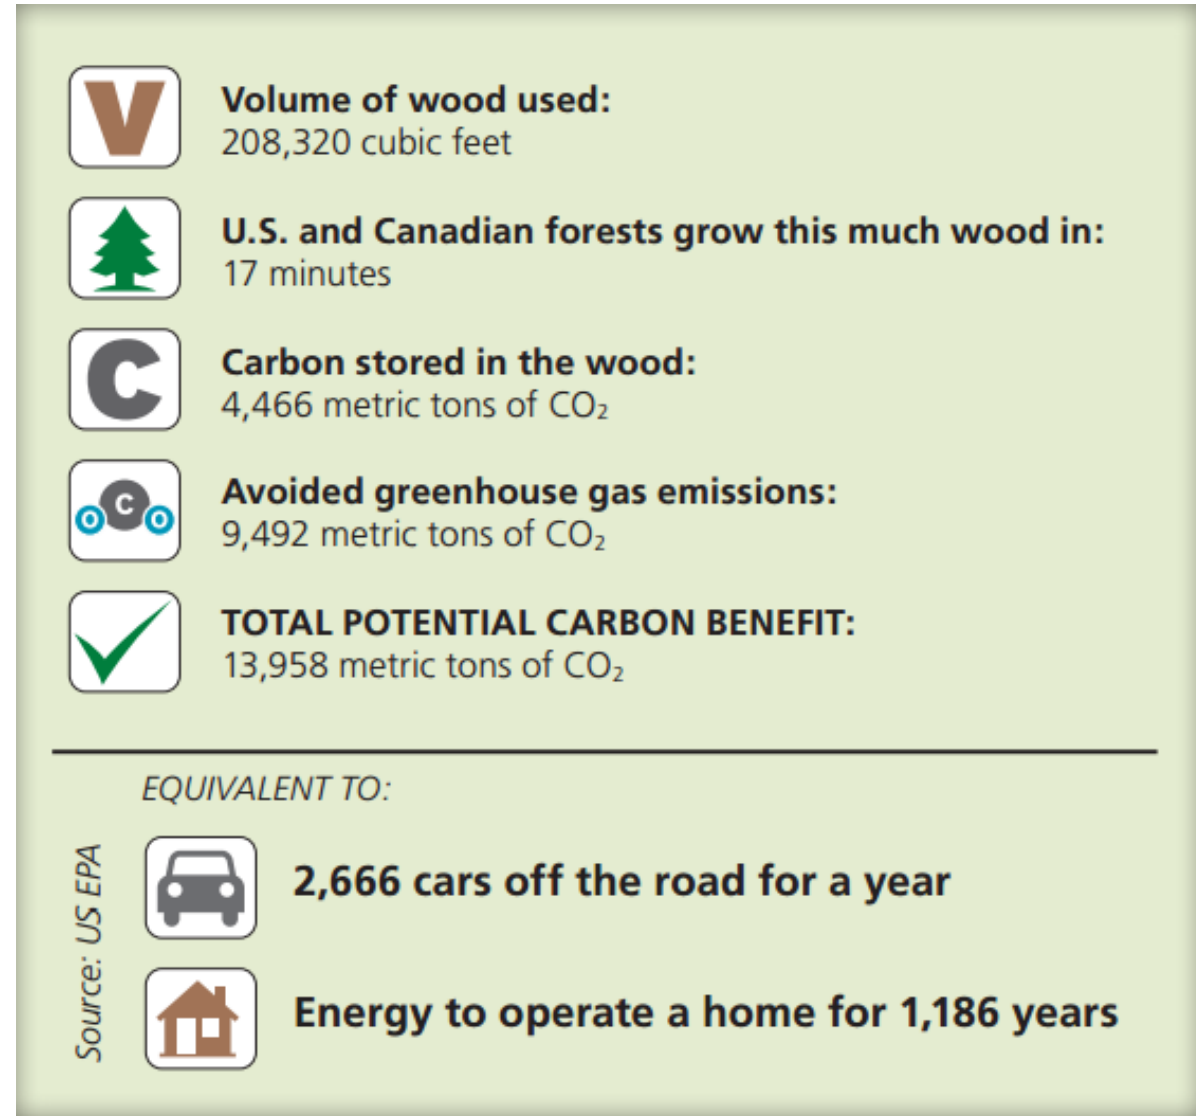 V
Volume of wood used:
208,320 cubic feet
U.S. and Canadian forests grow this much wood in:
17 minutes
C
Carbon stored in the wood:
4,466 metric tons of CO₂
O C O
Avoided greenhouse gas emissions:
9,492 metric tons of CO₂
TOTAL POTENTIAL CARBON BENEFIT:
13,958 metric tons of CO₂
EQUIVALENT TO:
Source: US EPA
2,666 cars off the road for a year
Energy to operate a home for 1,186 years